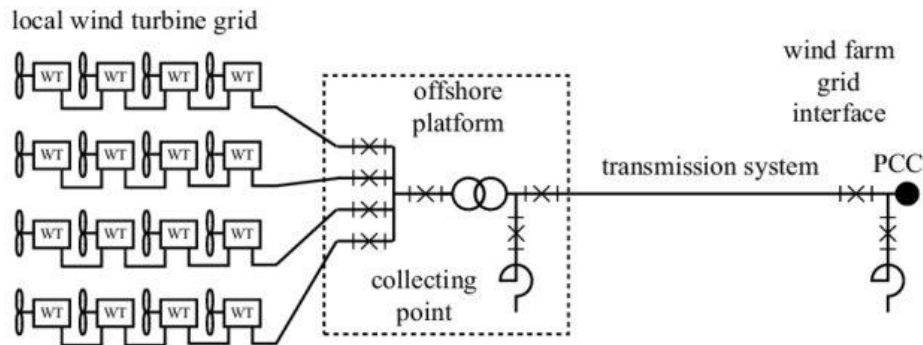 local wind turbine grid
WT WT WT WT
WT WT WT WT
WT WT WT WT
WT WT WT WT
offshore
platform
collecting
point
transmission system
wind farm
grid
interface
PCC